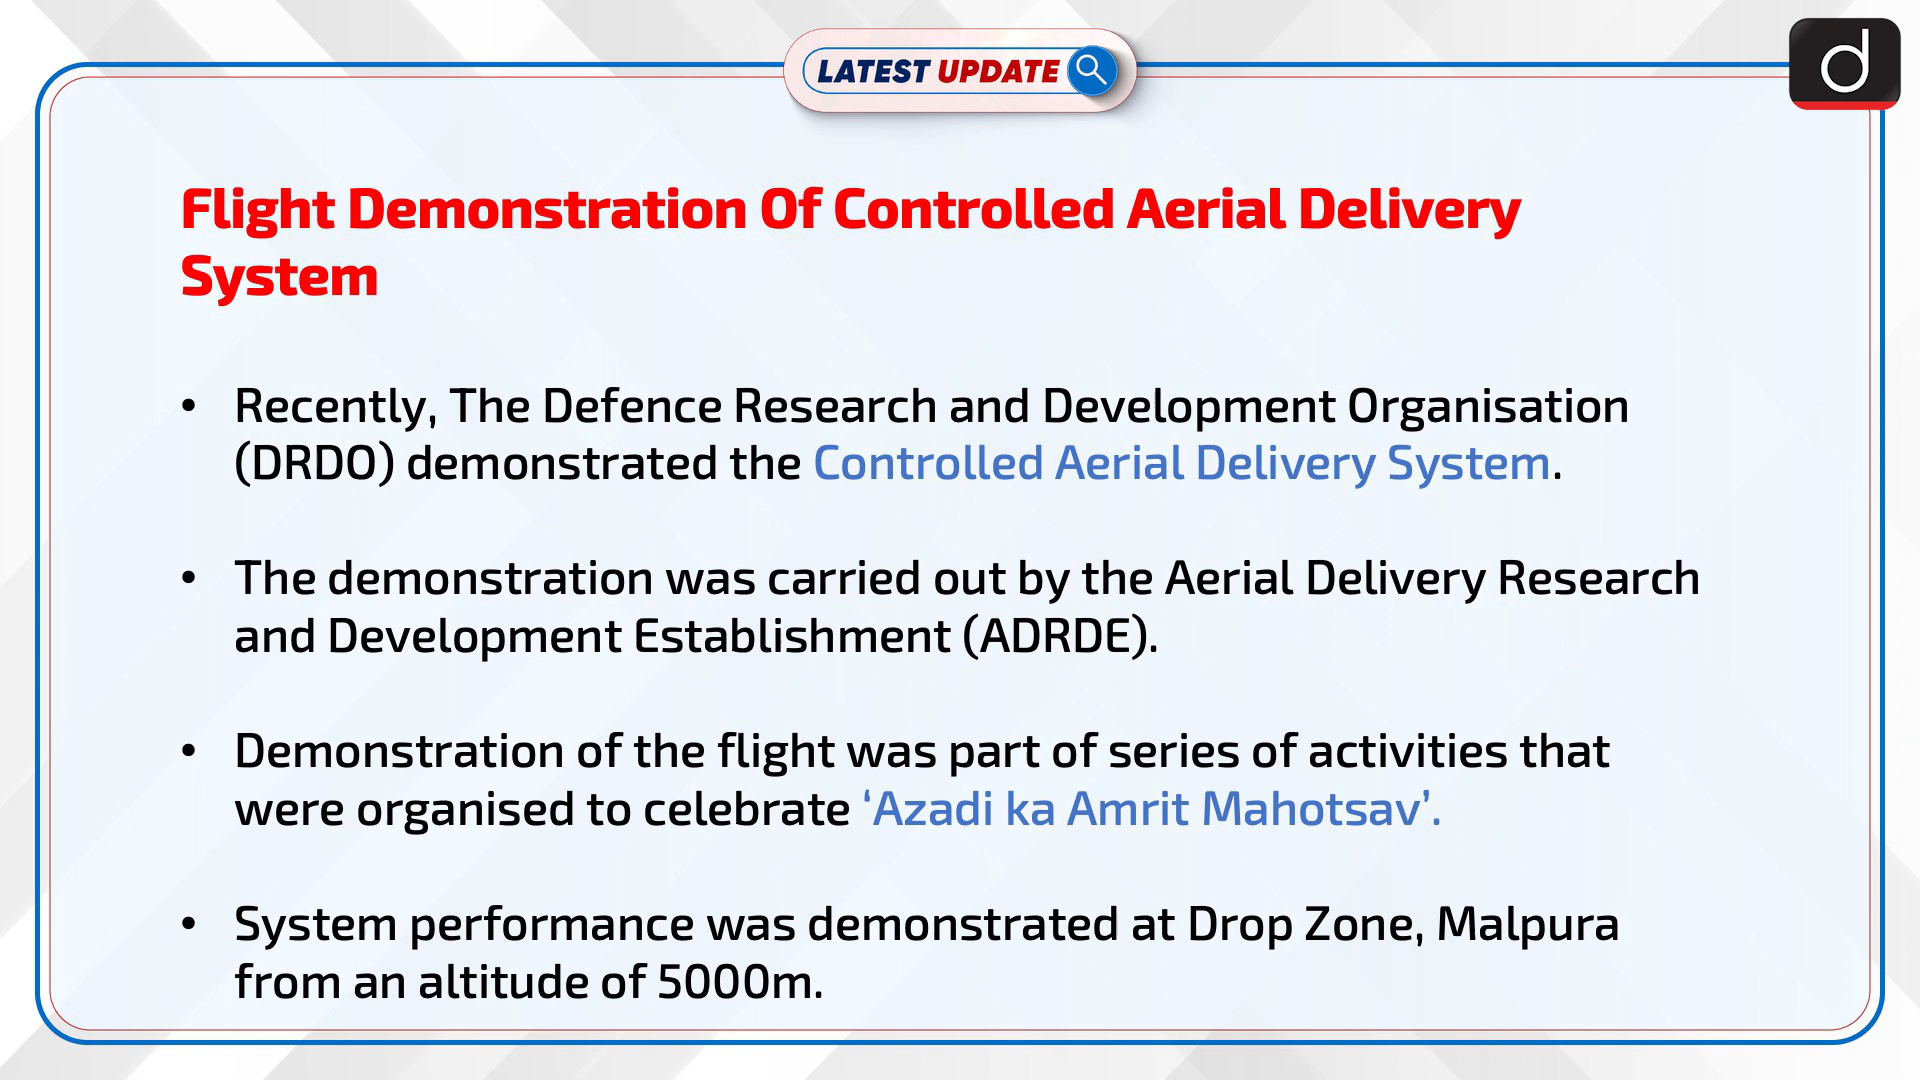 LATEST UPDATE
d
Flight Demonstration Of Controlled Aerial Delivery
System
• Recently, The Defence Research and Development Organisation
(DRDO) demonstrated the Controlled Aerial Delivery System.
• The demonstration was carried out by the Aerial Delivery Research
and Development Establishment (ADRDE).
• Demonstration of the flight was part of series of activities that
were organised to celebrate ‘Azadi ka Amrit Mahotsav’.
• System performance was demonstrated at Drop Zone, Malpura
from an altitude of 5000m.